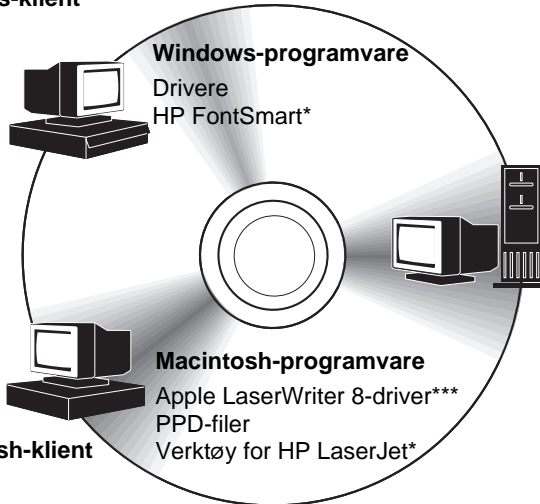 s-klient
Windows-programvare
Drivere
HP FontSmart*
Macintosh-programvare
Apple LaserWriter 8-driver***
PPD-filer
Verktøy for HP LaserJet*
sh-klient